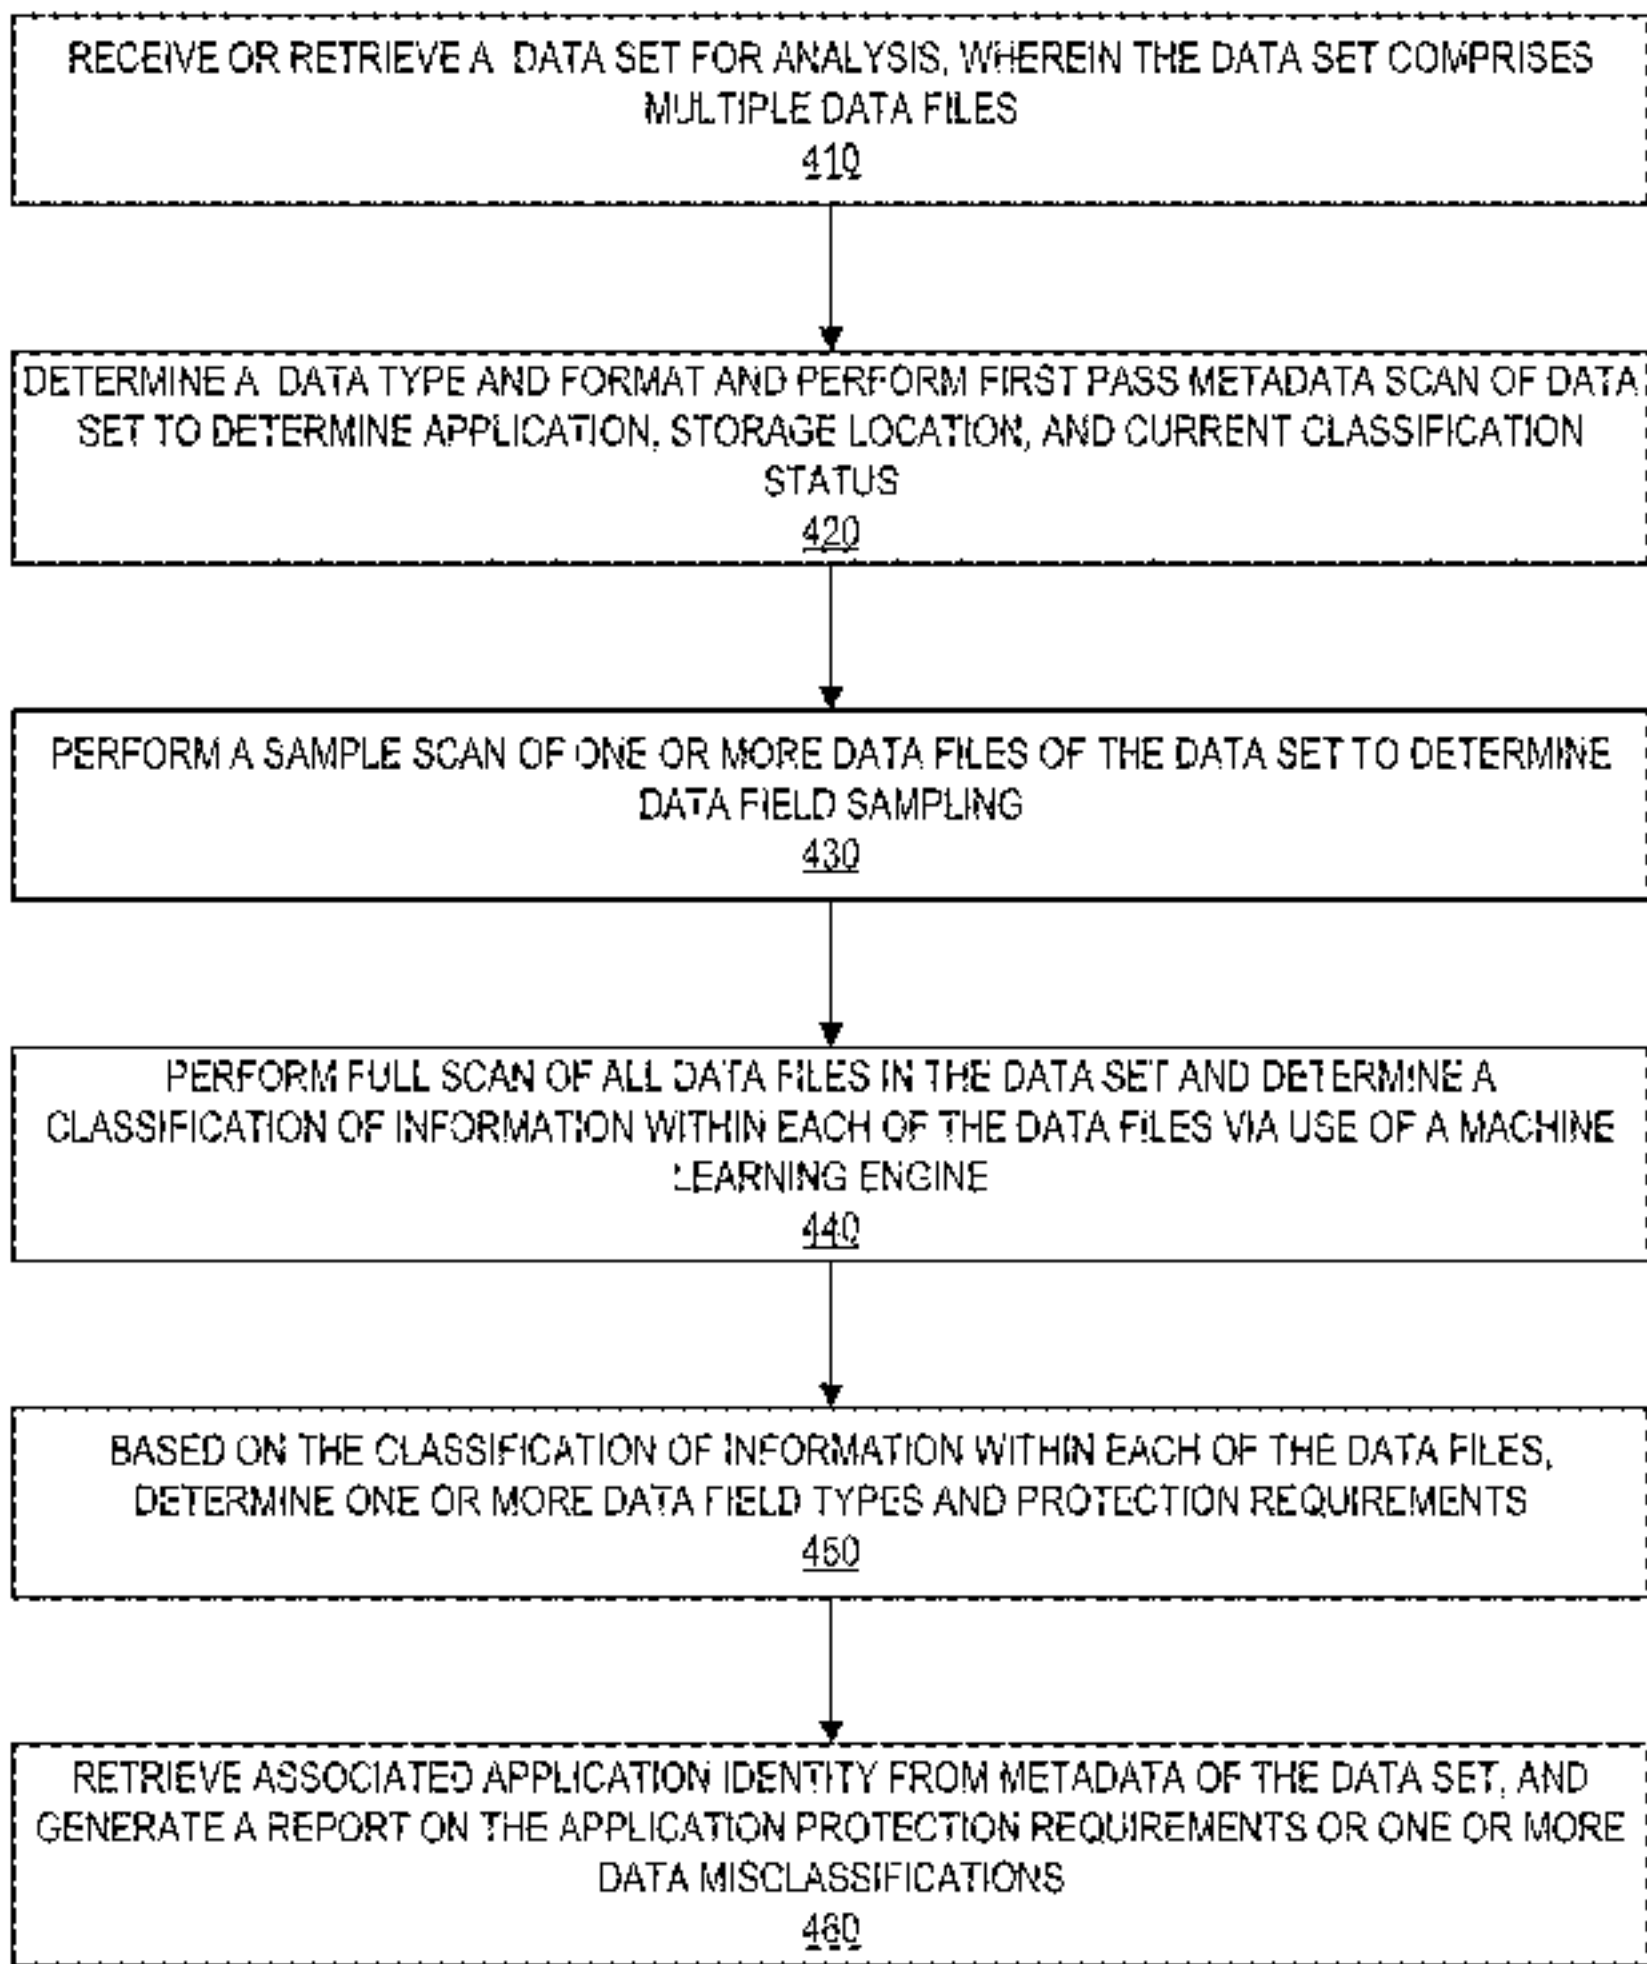 RECEIVE OR RETRIEVE A DATA SET FOR ANALYSIS, WHEREIN THE DATA SET COMPRISES
MULTIPLE DATA FILES
410
DETERMINE A DATA TYPE AND FORMAT AND PERFORM FIRST PASS METADATA SCAN OF DATA
SET TO DETERMINE APPLICATION, STORAGE LOCATION, AND CURRENT CLASSIFICATION
STATUS
420
PERFORM A SAMPLE SCAN OF ONE OR MORE DATA FILES OF THE DATA SET TO DETERMINE
DATA FIELD SAMPLING
430
PERFORM FULL SCAN OF ALL DATA FILES IN THE DATA SET AND DETERMINE A
CLASSIFICATION OF INFORMATION WITHIN EACH OF THE DATA FILES VIA USE OF A MACHINE
LEARNING ENGINE
440
BASED ON THE CLASSIFICATION OF INFORMATION WITHIN EACH OF THE DATA FILES,
DETERMINE ONE OR MORE DATA FIELD TYPES AND PROTECTION REQUIREMENTS
450
RETRIEVE ASSOCIATED APPLICATION IDENTITY FROM METADATA OF THE DATA SET, AND
GENERATE A REPORT ON THE APPLICATION PROTECTION REQUIREMENTS OR ONE OR MORE
DATA MISCLASSIFICATIONS
460